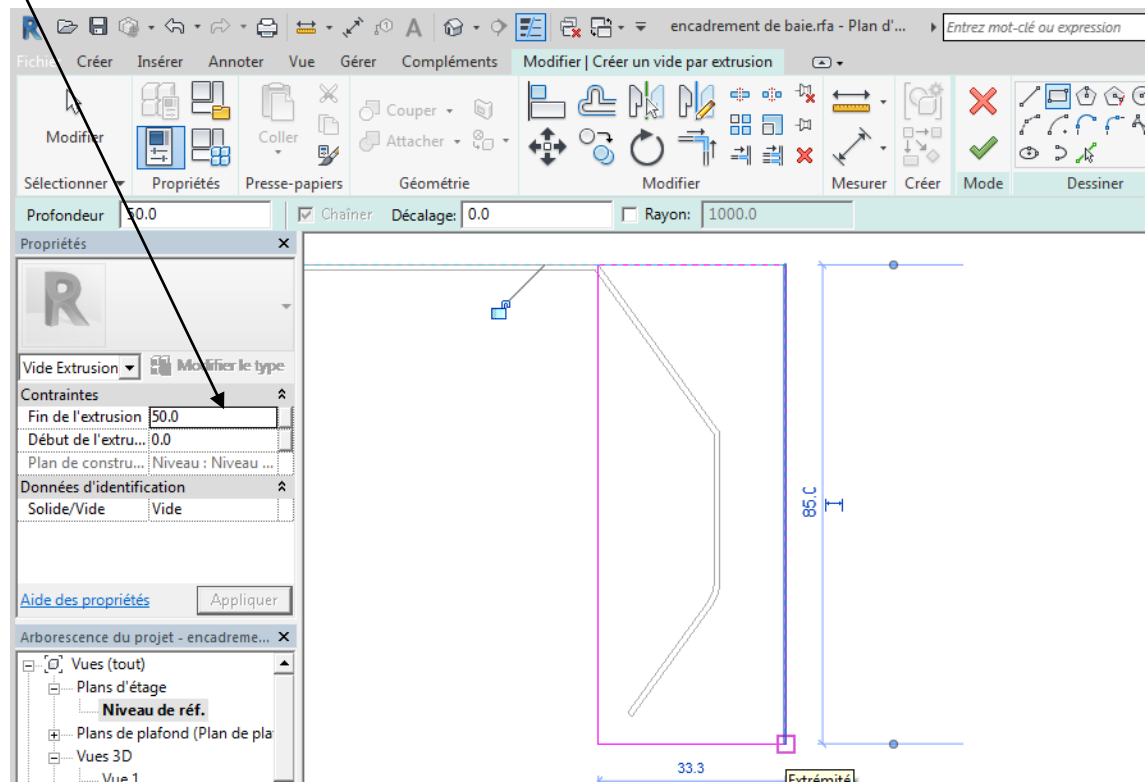 encadrement de baie.rfa - Plan d'... Entrez mot-clé ou expression
Fichier Créer Insérer Annoter Vue Gérer Compléments Modifier | Créer un vide par extrusion
Modifier Coller Couper
Attacher
Sélectionner Propriétés Presse-papiers Géométrie Modifier Mesurer Créer Mode Dessiner
Profondeur 50.0 Chaîner Décalage: 0.0 Rayon: 1000.0
Propriétés
R
Vide Extrusion Modifier le type
Contraintes
Fin de l'extrusion 50.0
Début de l'extru... 0.0
Plan de constru... Niveau : Niveau ...
Données d'identification
Solide/Vide Vide
Aide des propriétés Appliquer
Arborescence du projet - encadreme...
Vues (tout)
Plans d'étage
Niveau de réf.
Plans de plafond (Plan de pla
Vues 3D
Vue 1
85.0
33.3
Extrémité